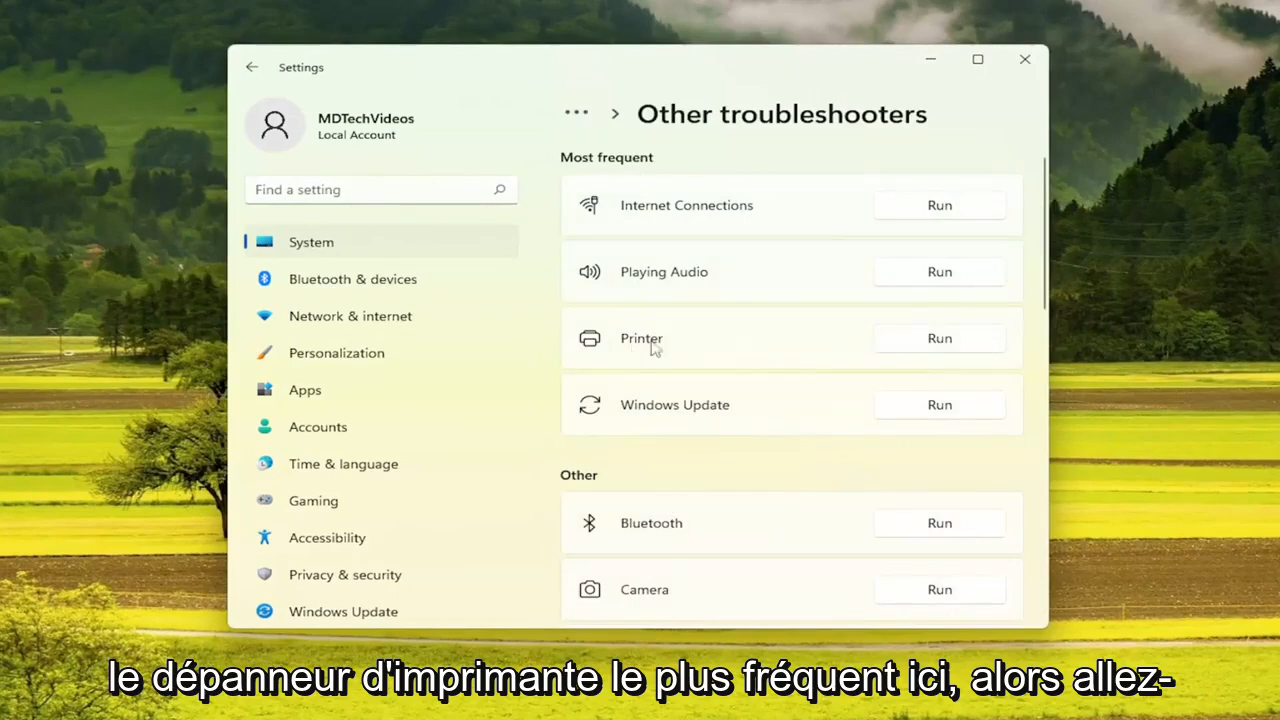 Settings
MDTechVideos
Local Account
Find a setting
System
Bluetooth & devices
Network & internet
Personalization
Apps
Accounts
Time & language
Gaming
Accessibility
Privacy & security
Windows Update
... > Other troubleshooters
Most frequent
Internet Connections Run
Playing Audio Run
Printer Run
Windows Update Run
Other
Bluetooth Run
Camera Run
le dépanneur d'imprimante le plus fréquent ici, alors allez-